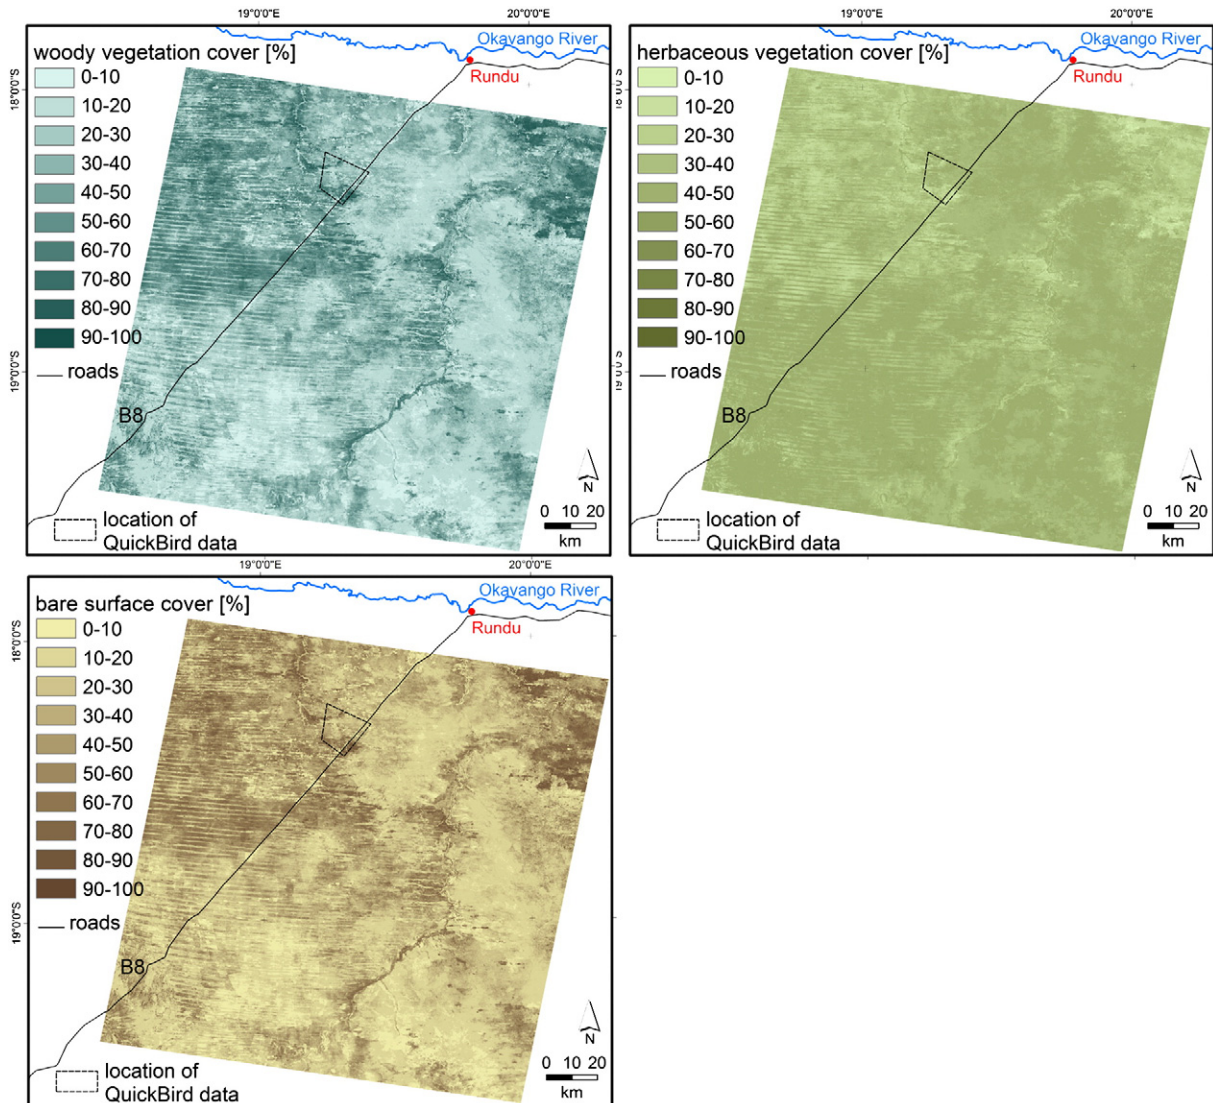 19°0'0"E 20°0'0"E
woody vegetation cover [%]
Okavango River
Rundu
18°0'0"S
0-10
10-20
20-30
30-40
40-50
50-60
60-70
70-80
80-90
90-100
roads
19°0'0"S
B8
N
0 10 20
km
location of
QuickBird data
19°0'0"E 20°0'0"E
herbaceous vegetation cover [%]
Okavango River
Rundu
0-10
10-20
20-30
30-40
40-50
50-60
60-70
70-80
80-90
90-100
roads
B8
N
0 10 20
km
location of
QuickBird data
19°0'0"E 20°0'0"E
bare surface cover [%]
Okavango River
Rundu
18°0'0"S
0-10
10-20
20-30
30-40
40-50
50-60
60-70
70-80
80-90
90-100
roads
19°0'0"S
B8
N
0 10 20
km
location of
QuickBird data